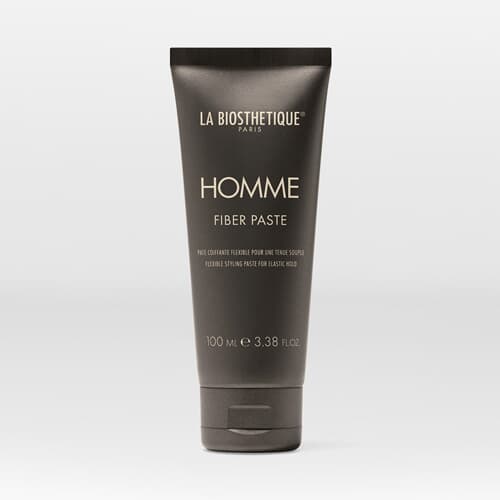 LA BIOSTHETIQUE®
PARIS
HOMME
FIBER PASTE
PATE COIFFANTE FLEXIBLE POUR UNE TENUE SOUPLE
FLEXIBLE STYLING PASTE FOR ELASTIC HOLD
100 ML ℮ 3.38 FL.OZ.